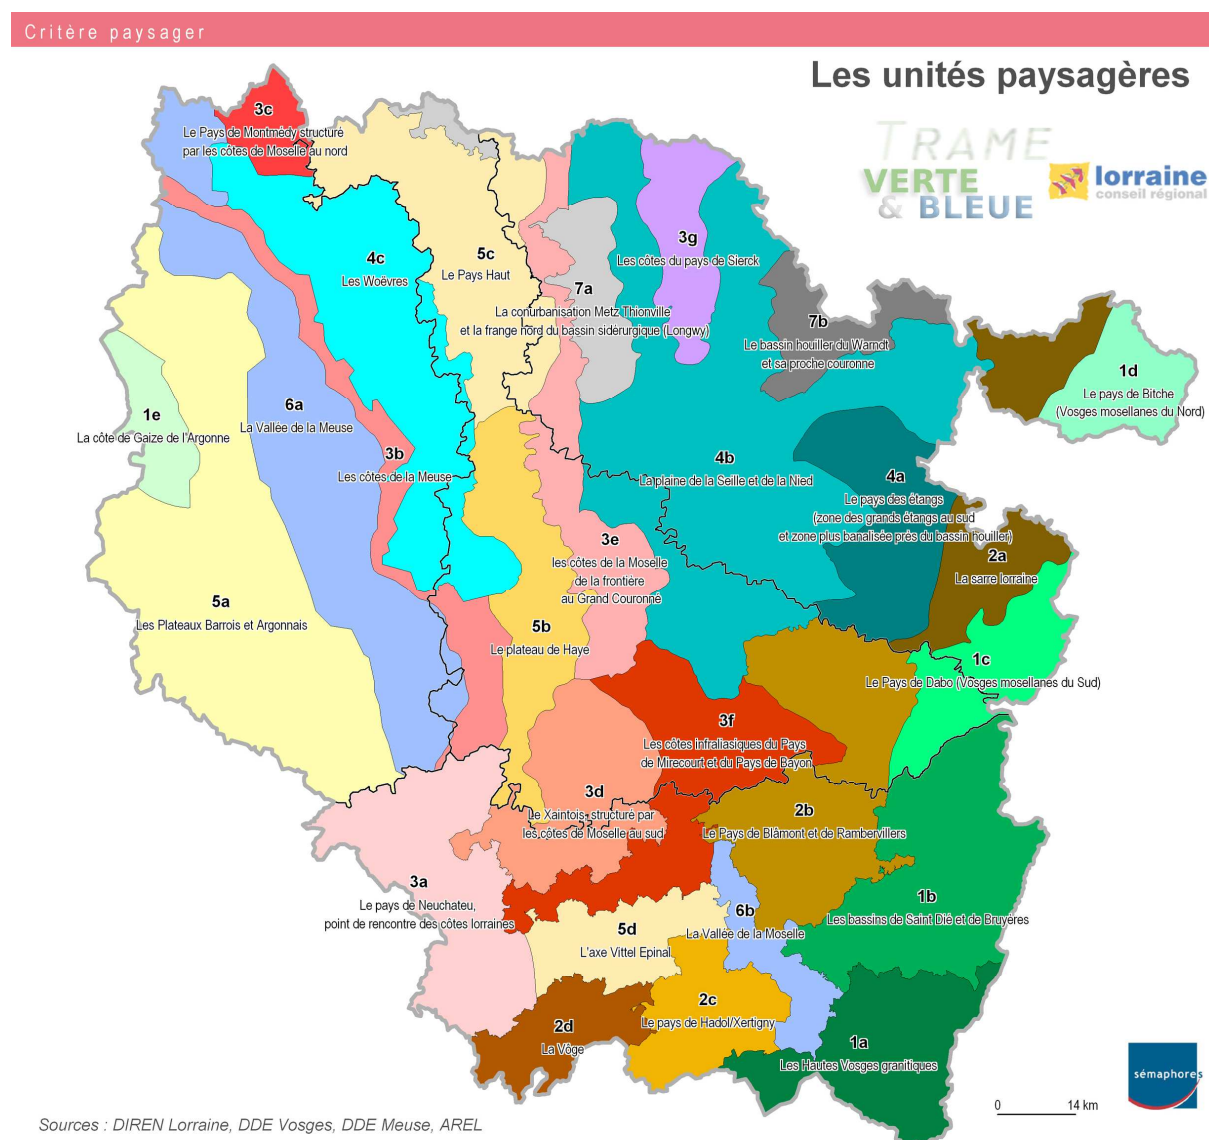 Critère paysager
Les unités paysagères
TRAME
VERTE
& BLEUE
lorraine
conseil régional
3c
Le Pays de Montmédy structuré
par les côtes de Moselle au nord
4c
Les Woëvres
5c
Le Pays Haut
3g
Les côtes du pays de Sierck
7a
La conurbanisation Metz Thionville
et la frange nord du bassin sidérurgique (Longwy)
7b
Le bassin houiller du Warndt
et sa proche couronne
1d
Le pays de Bitche
(Vosges mosellanes du Nord)
1e
La côte de Gaize de l'Argonne
6a
La Vallée de la Meuse
3b
Les côtes de la Meuse
4b
La plaine de la Seille et de la Nied
4a
Le pays des étangs
(zone des grands étangs au sud
et zone plus banalisée près du bassin houiller)
3e
les côtes de la Moselle
de la frontière
au Grand Couronné
2a
La sarre lorraine
5a
Les Plateaux Barrois et Argonnais
5b
Le plateau de Haye
1c
Le Pays de Dabo (Vosges mosellanes du Sud)
3f
Les côtes infraliasiques du Pays
de Mirecourt et du Pays de Bayon
3d
Le Xaintois, structuré par
les côtes de Moselle au sud
2b
Le Pays de Blâmont et de Rambervillers
3a
Le pays de Neuchateu,
point de rencontre des côtes lorraines
1b
Les bassins de Saint Dié et de Bruyères
6b
La Vallée de la Moselle
5d
L'axe Vittel Epinal
2c
Le pays de Hadol/Xertigny
2d
La Vôge
1a
Les Hautes Vosges granitiques
sémaphores
0 14 km
Sources : DIREN Lorraine, DDE Vosges, DDE Meuse, AREL